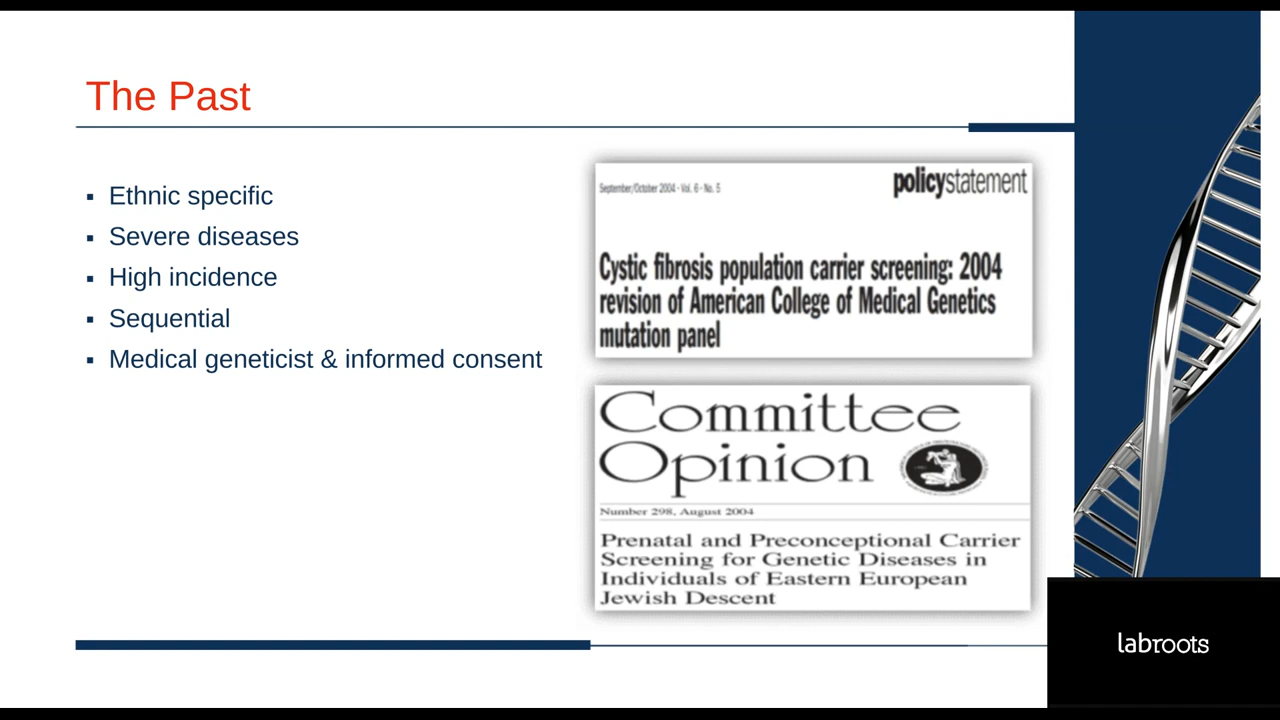 The Past
▪ Ethnic specific
▪ Severe diseases
▪ High incidence
▪ Sequential
▪ Medical geneticist & informed consent
September/October 2004 · Vol. 6 · No. 5
policystatement
Cystic fibrosis population carrier screening: 2004
revision of American College of Medical Genetics
mutation panel
Committee
Opinion
Number 298, August 2004
Prenatal and Preconceptional Carrier
Screening for Genetic Diseases in
Individuals of Eastern European
Jewish Descent
labroots